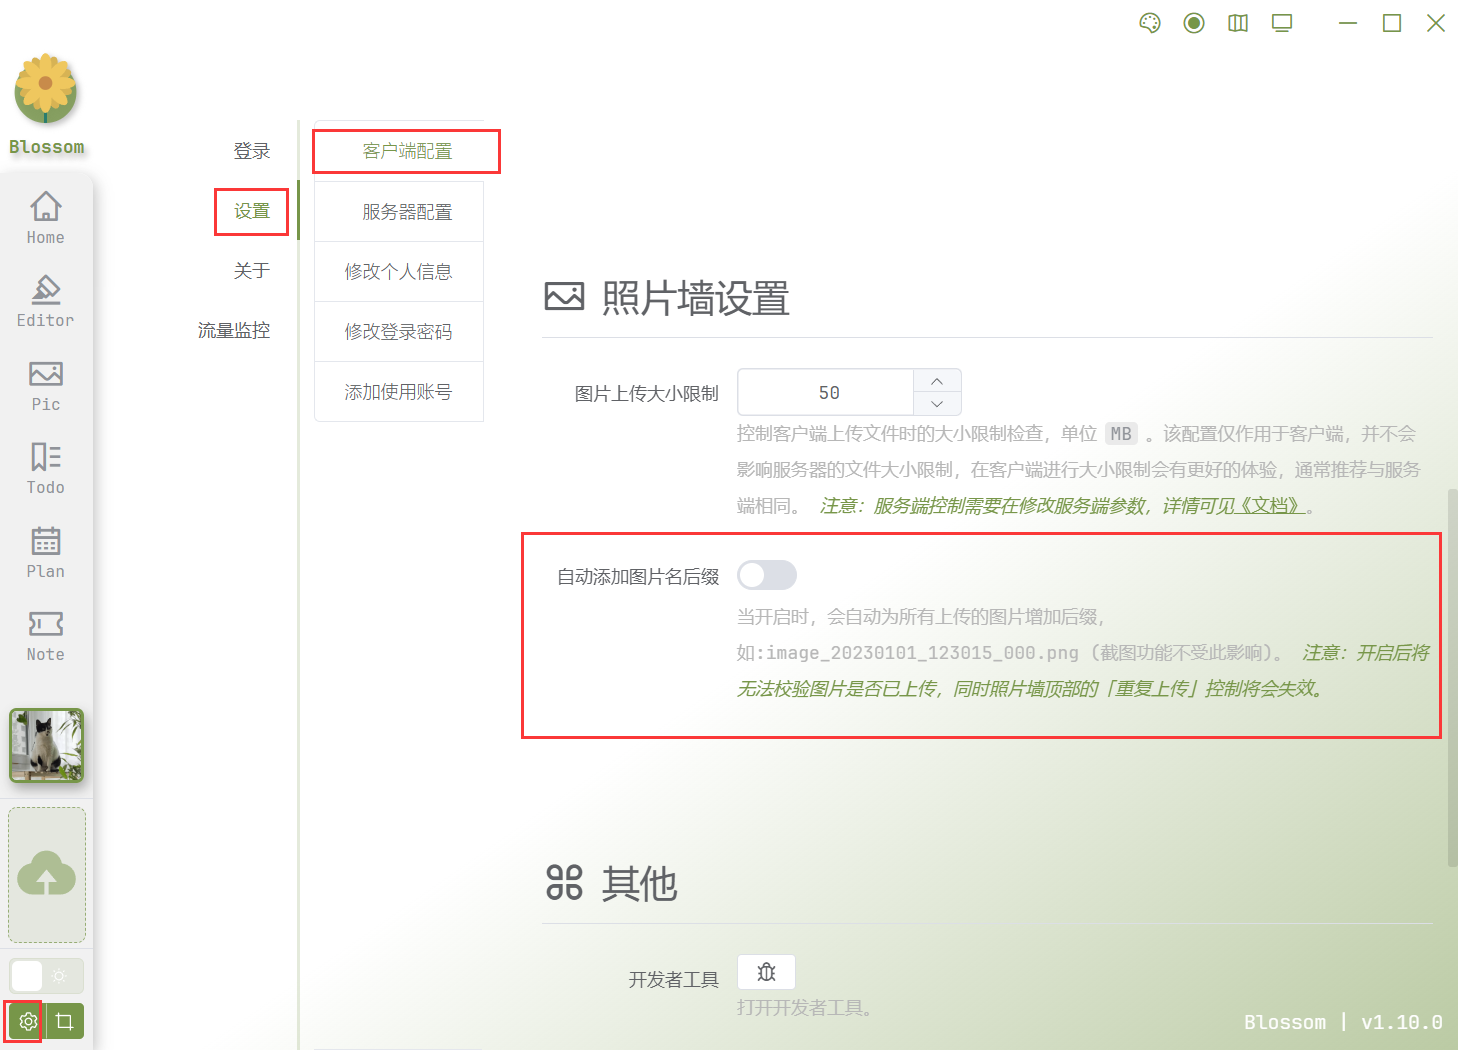 Blossom
Home
Editor
Pic
Todo
Plan
Note
登录
设置
关于
流量监控
客户端配置
服务器配置
修改个人信息
修改登录密码
添加使用账号
照片墙设置
图片上传大小限制
50
控制客户端上传文件时的大小限制检查，单位 MB 。该配置仅作用于客户端，并不会
影响服务器的文件大小限制，在客户端进行大小限制会有更好的体验，通常推荐与服务
端相同。 注意：服务端控制需要在修改服务端参数，详情可见《文档》。
自动添加图片名后缀
当开启时，会自动为所有上传的图片增加后缀，
如:image_20230101_123015_000.png (截图功能不受此影响)。 注意：开启后将
无法校验图片是否已上传，同时照片墙顶部的「重复上传」控制将会失效。
其他
开发者工具
打开开发者工具。
Blossom | v1.10.0